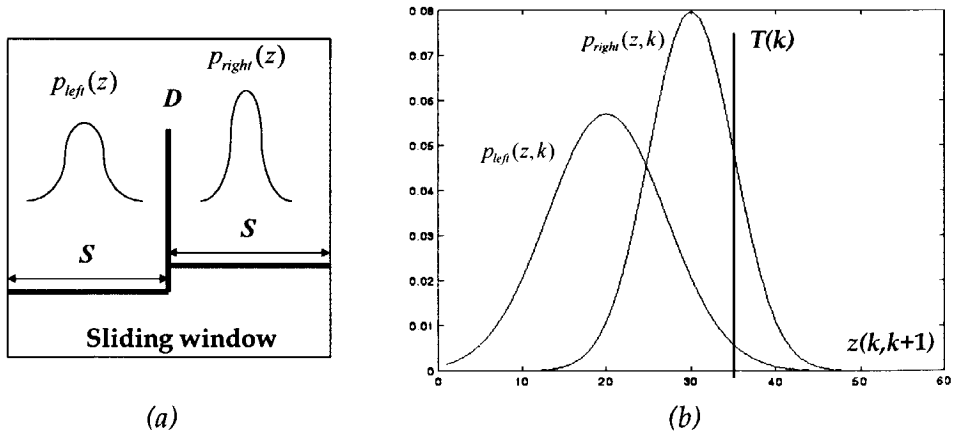 p_left(z)
p_right(z)
D
S
S
Sliding window
(a)
0.08
0.07
0.06
0.05
0.04
0.03
0.02
0.01
0
p_right(z,k)
T(k)
p_left(z,k)
z(k,k+1)
0
10
20
30
40
50
60
(b)